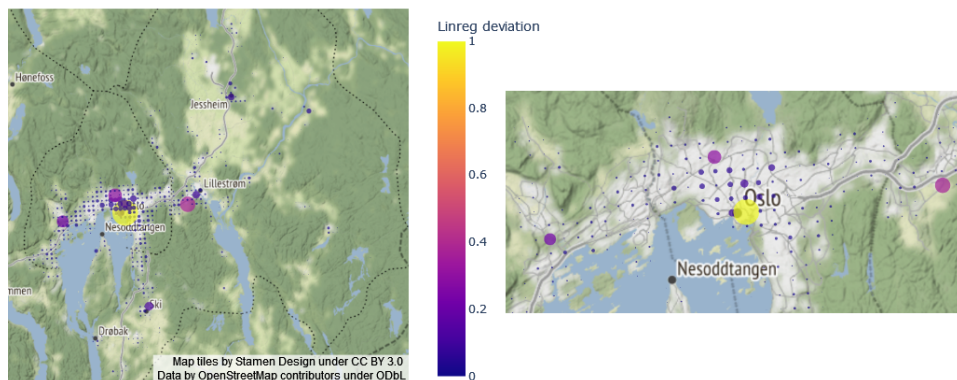 Hønefoss
Jessheim
Lillestrøm
Nesoddtangen
mmen
Ski
Drøbak
Map tiles by Stamen Design under CC BY 3.0
Data by OpenStreetMap contributors under ODbL
Linreg deviation
1
0.8
0.6
0.4
0.2
0
Oslo
Nesoddtangen